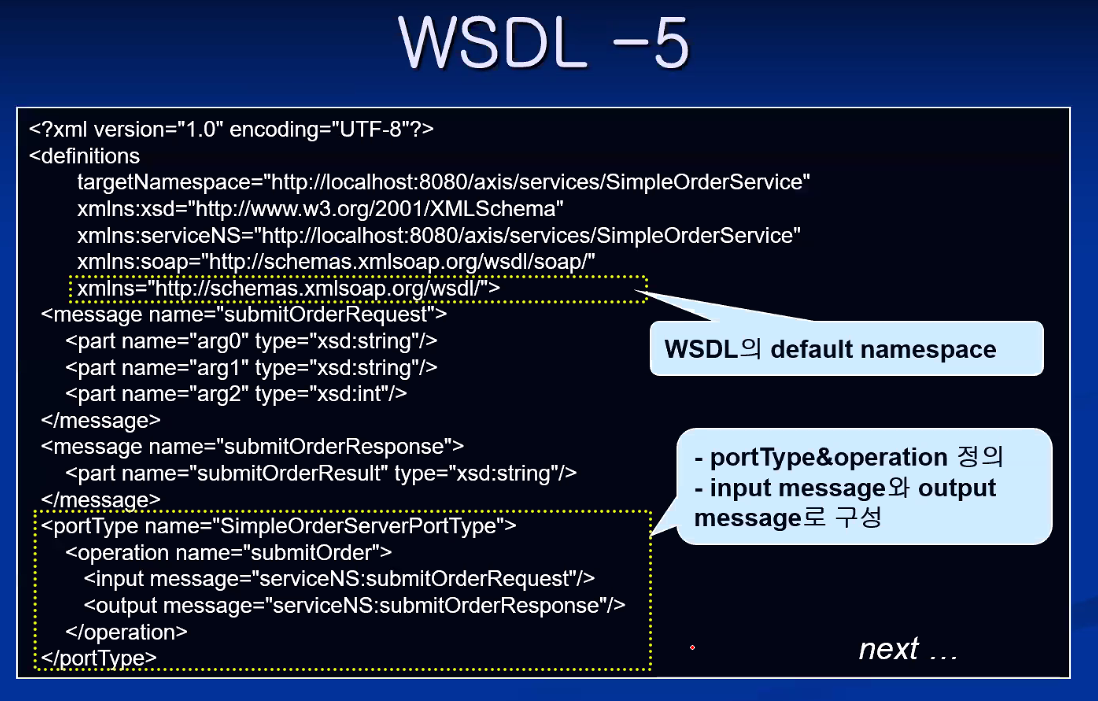 WSDL -5
<?xml version="1.0" encoding="UTF-8"?>
<definitions
targetNamespace="http://localhost:8080/axis/services/SimpleOrderService"
xmlns:xsd="http://www.w3.org/2001/XMLSchema"
xmlns:serviceNS="http://localhost:8080/axis/services/SimpleOrderService"
xmlns:soap="http://schemas.xmlsoap.org/wsdl/soap/"
xmlns="http://schemas.xmlsoap.org/wsdl/">
<message name="submitOrderRequest">
<part name="arg0" type="xsd:string"/>
<part name="arg1" type="xsd:string"/>
<part name="arg2" type="xsd:int"/>
</message>
<message name="submitOrderResponse">
<part name="submitOrderResult" type="xsd:string"/>
</message>
<portType name="SimpleOrderServerPortType">
<operation name="submitOrder">
<input message="serviceNS:submitOrderRequest"/>
<output message="serviceNS:submitOrderResponse"/>
</operation>
</portType>
WSDL의 default namespace
- portType&operation 정의
- input message와 output
message로 구성
next …